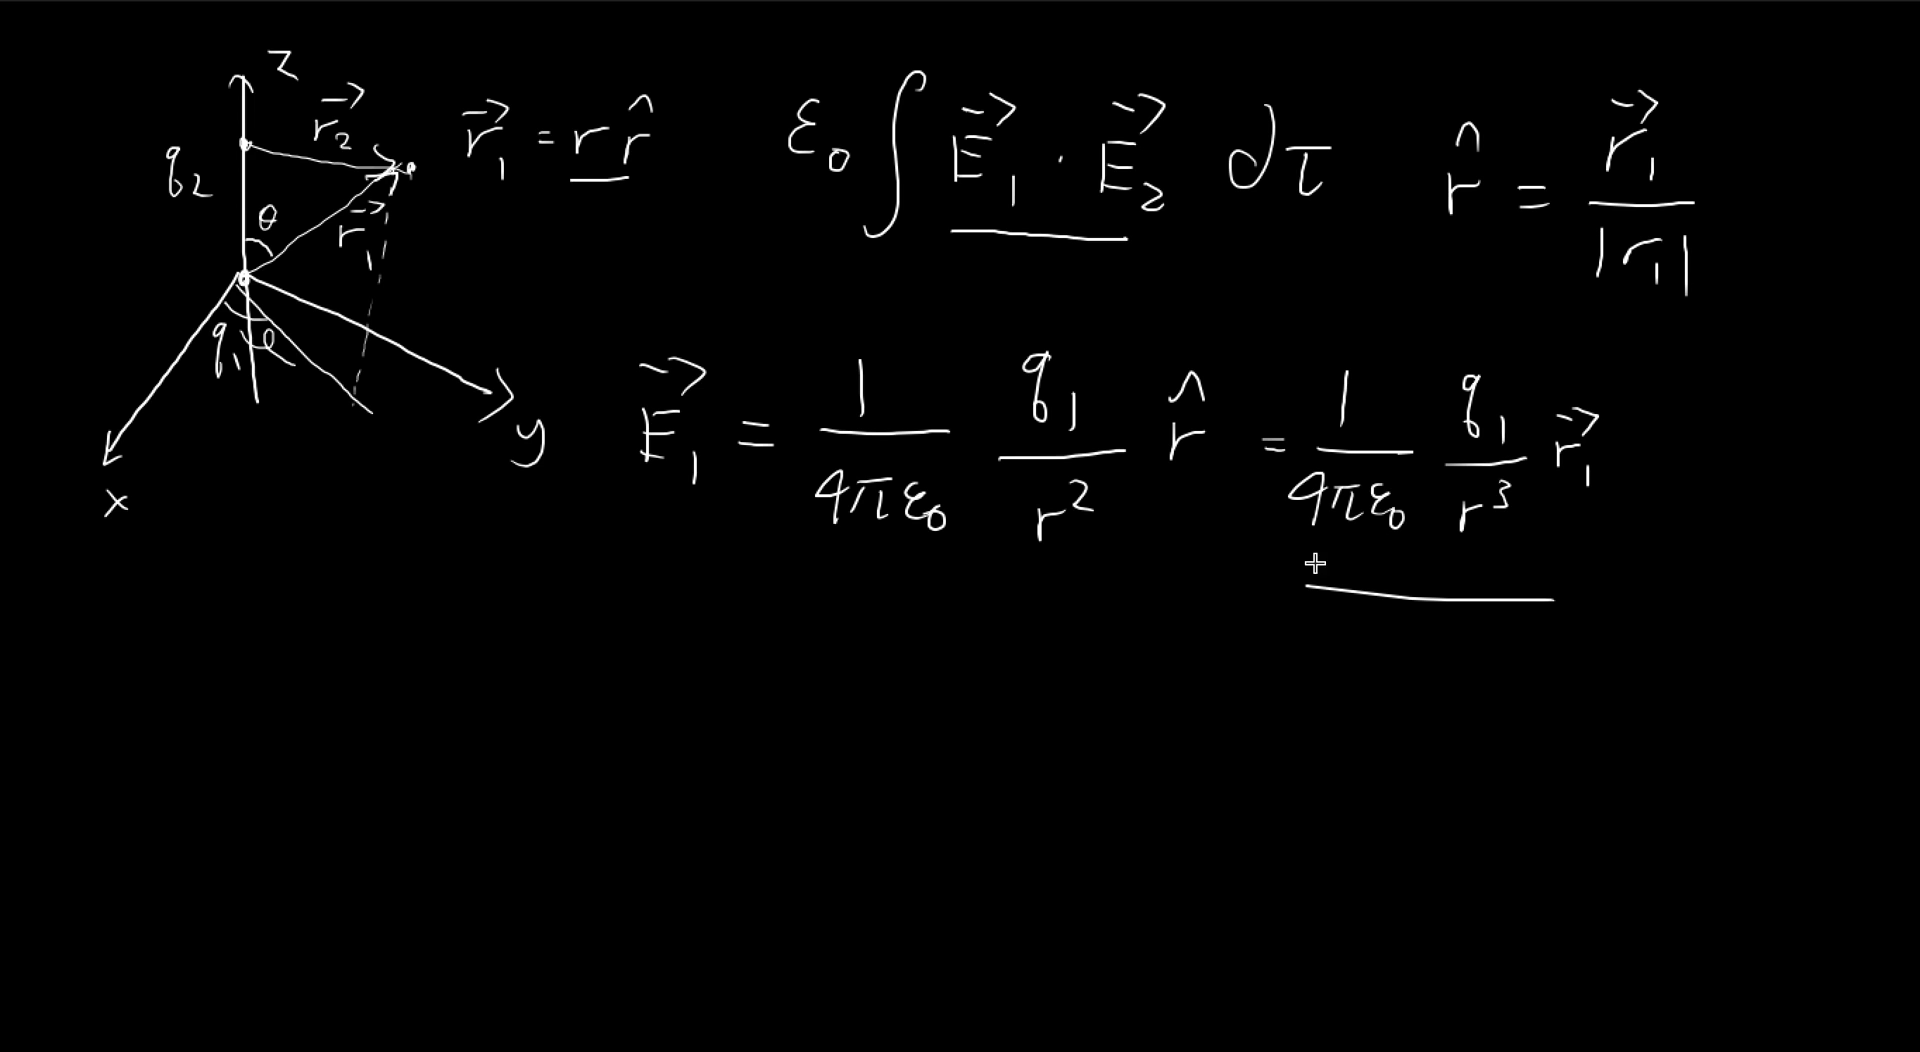 z
r⃗₂
q₂
θ
r⃗₁
q₁ φ
x
y
r⃗₁ = r r̂
ε₀ ∫ E⃗₁ · E⃗₂ dτ
r̂ = r⃗₁ / |r₁|
E⃗₁ = 1/(4πε₀) q₁/r² r̂ = 1/(4πε₀) q₁/r³ r⃗₁